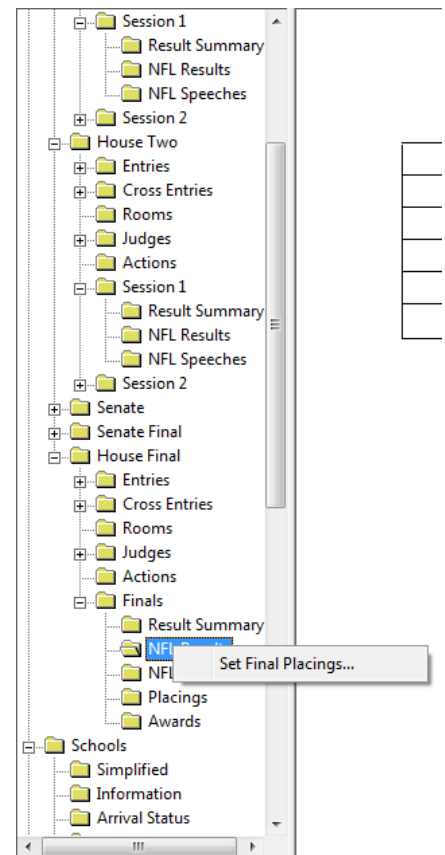 Session 1
Result Summary
NFL Results
NFL Speeches
Session 2
House Two
Entries
Cross Entries
Rooms
Judges
Actions
Session 1
Result Summary
NFL Results
NFL Speeches
Session 2
Senate
Senate Final
House Final
Entries
Cross Entries
Rooms
Judges
Actions
Finals
Result Summary
NFL
Set Final Placings...
NFL
Placings
Awards
Schools
Simplified
Information
Arrival Status